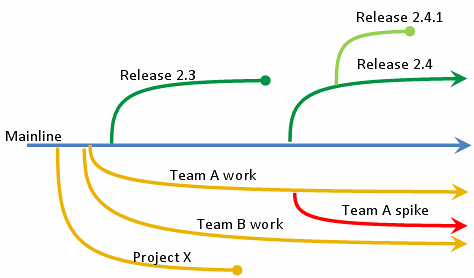 Release 2.4.1
Release 2.4
Release 2.3
Mainline
Team A work
Team A spike
Team B work
Project X